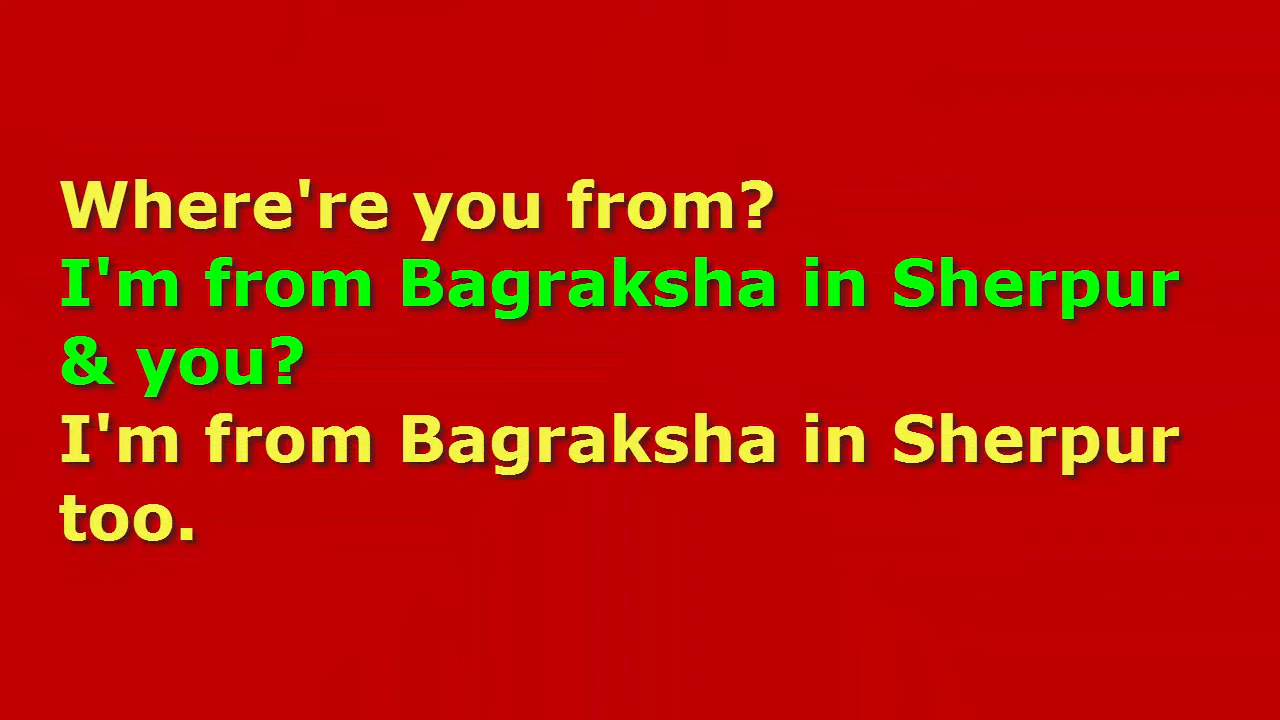 Where're you from?
I'm from Bagraksha in Sherpur
& you?
I'm from Bagraksha in Sherpur
too.